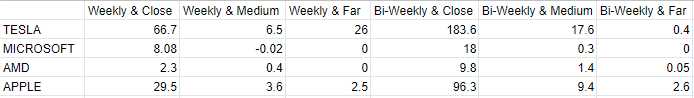 Weekly & Close Weekly & Medium Weekly & Far Bi-Weekly & Close Bi-Weekly & Medium Bi-Weekly & Far
TESLA 66.7 6.5 26 183.6 17.6 0.4
MICROSOFT 8.08 -0.02 0 18 0.3 0
AMD 2.3 0.4 0 9.8 1.4 0.05
APPLE 29.5 3.6 2.5 96.3 9.4 2.6